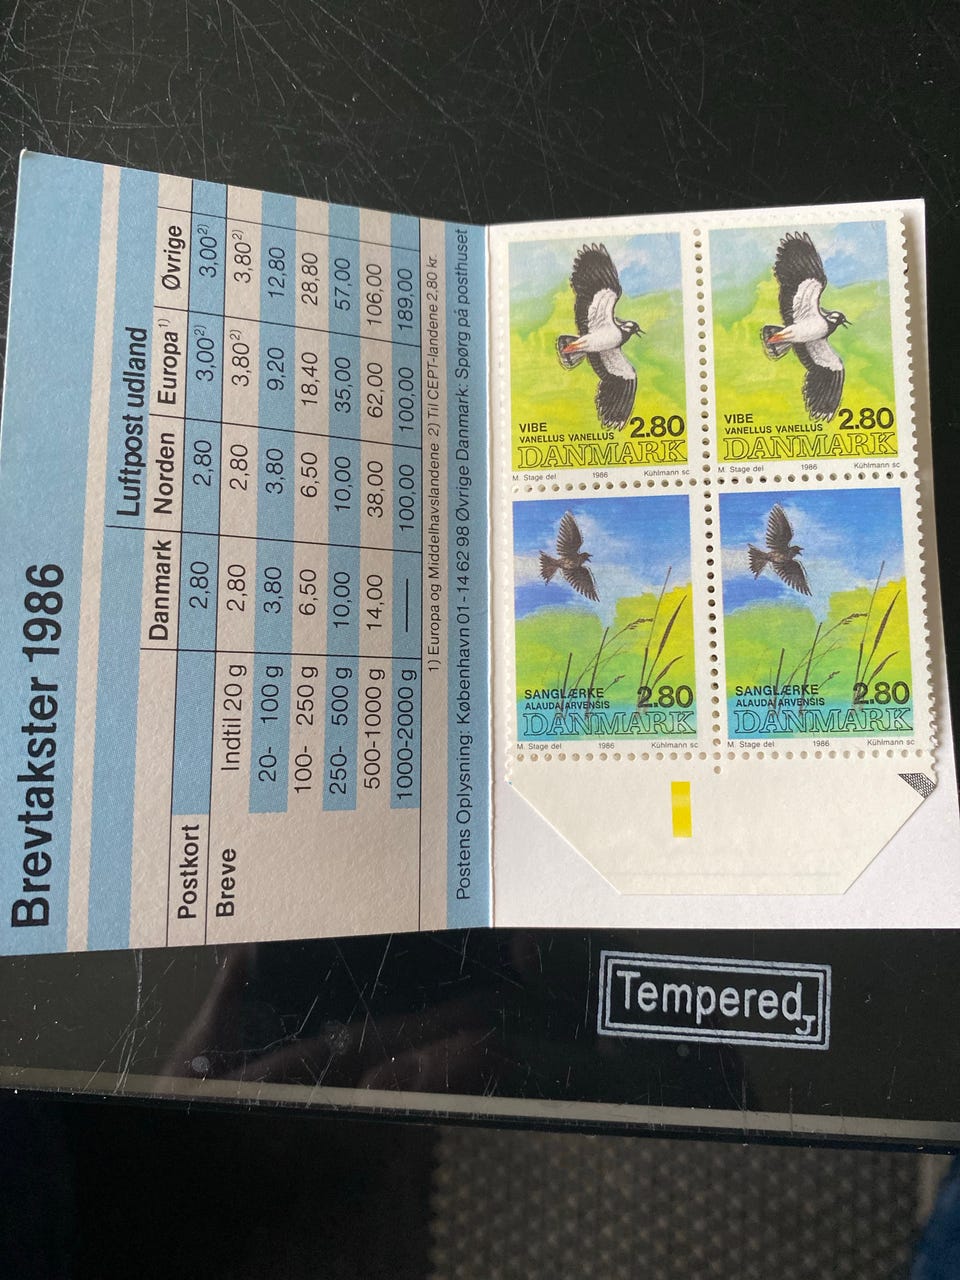 Brevtakster 1986
Luftpost udland
Danmark Norden Europa 1) Øvrige
Postkort 2,80 2,80 3,00 2) 3,00 2)
Breve Indtil 20 g 2,80 2,80 3,80 2) 3,80 2)
20- 100 g 3,80 3,80 9,20 12,80
100- 250 g 6,50 6,50 18,40 28,80
250- 500 g 10,00 10,00 35,00 57,00
500-1000 g 14,00 38,00 62,00 106,00
1000-2000 g — 100,00 100,00 189,00
1) Europa og Middelhavslandene 2) Til CEPT-landene 2,80 kr.
Postens Oplysning: København 01-14 62 98 Øvrige Danmark: Spørg på posthuset
VIBE
VANELLUS VANELLUS 2.80
DANMARK
M. Stage del 1986 Kühlmann sc
VIBE
VANELLUS VANELLUS 2.80
DANMARK
M. Stage del 1986 Kühlmann sc
SANGLÆRKE
ALAUDA ARVENSIS 2.80
DANMARK
M. Stage del 1986 Kühlmann sc
SANGLÆRKE
ALAUDA ARVENSIS 2.80
DANMARK
M. Stage del 1986 Kühlmann sc
Tempered J